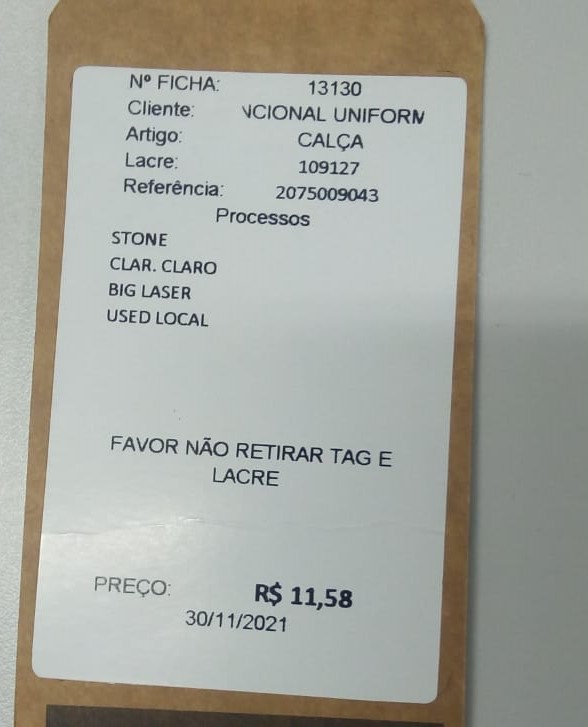 Nº FICHA: 13130
Cliente: NCIONAL UNIFORM
Artigo: CALÇA
Lacre: 109127
Referência: 2075009043
Processos
STONE
CLAR. CLARO
BIG LASER
USED LOCAL
FAVOR NÃO RETIRAR TAG E
LACRE
PREÇO: R$ 11,58
30/11/2021